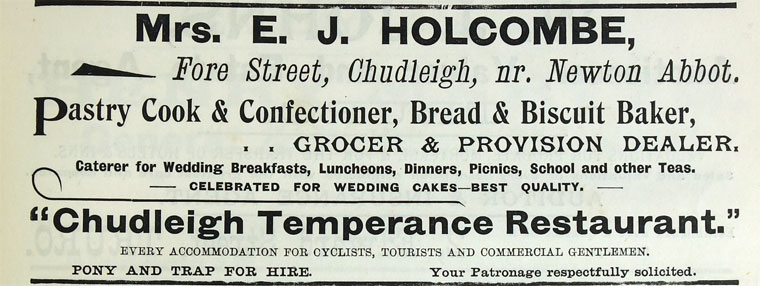 Mrs. E. J. HOLCOMBE,
Fore Street, Chudleigh, nr. Newton Abbot.
Pastry Cook & Confectioner, Bread & Biscuit Baker,
. . GROCER & PROVISION DEALER.
Caterer for Wedding Breakfasts, Luncheons, Dinners, Picnics, School and other Teas.
CELEBRATED FOR WEDDING CAKES—BEST QUALITY.
"Chudleigh Temperance Restaurant."
EVERY ACCOMMODATION FOR CYCLISTS, TOURISTS AND COMMERCIAL GENTLEMEN.
PONY AND TRAP FOR HIRE. Your Patronage respectfully solicited.